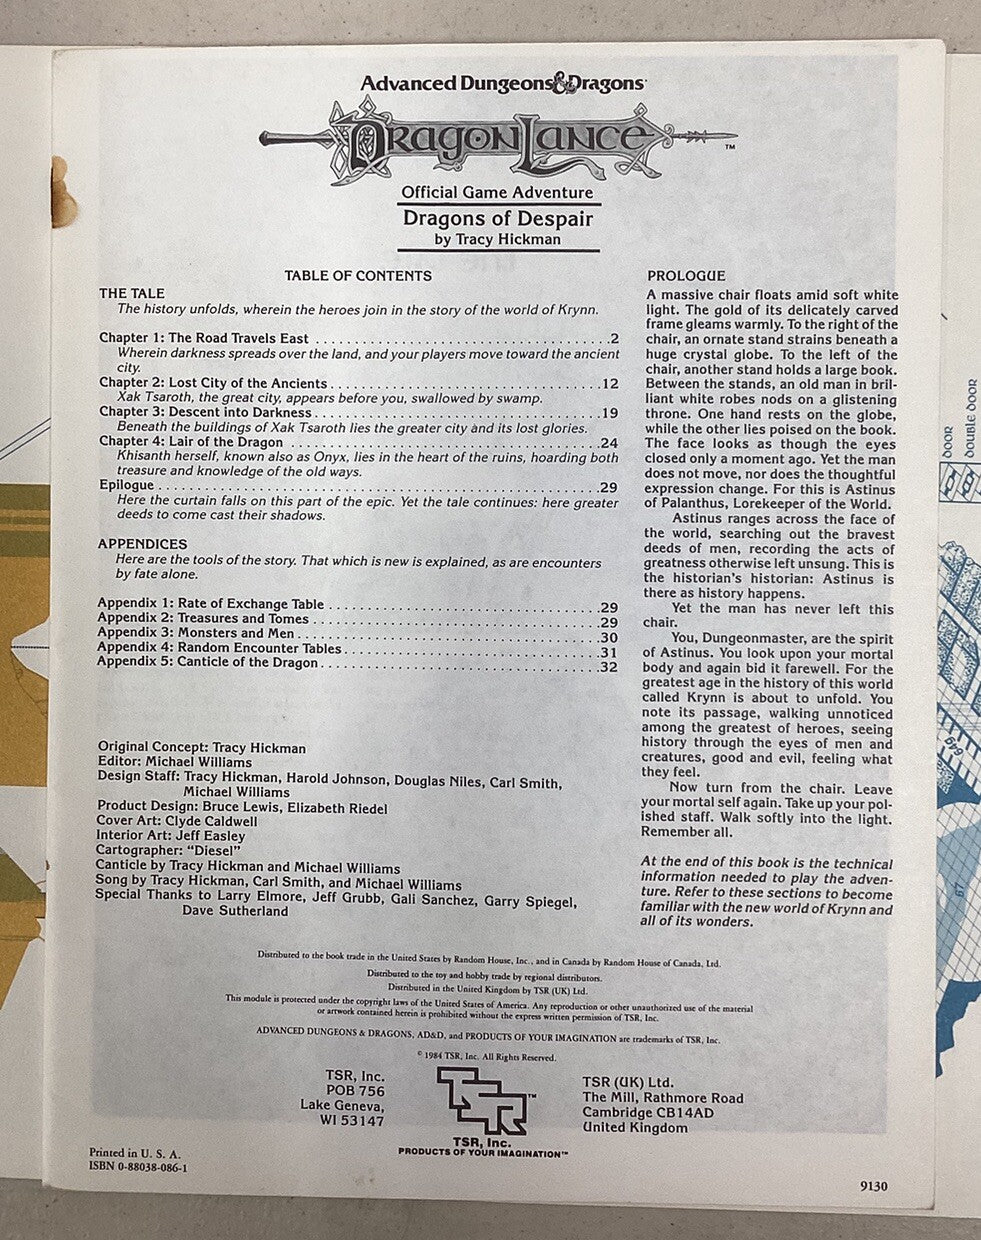 Advanced Dungeons & Dragons
DRAGONLANCE™
Official Game Adventure
Dragons of Despair
by Tracy Hickman
TABLE OF CONTENTS
THE TALE
The history unfolds, wherein the heroes join in the story of the world of Krynn.
Chapter 1: The Road Travels East . . . . . . . . . . . . . . . . . . . . . . . . . . . . . . . . . . .2
Wherein darkness spreads over the land, and your players move toward the ancient
city.
Chapter 2: Lost City of the Ancients . . . . . . . . . . . . . . . . . . . . . . . . . . . . . . . .12
Xak Tsaroth, the great city, appears before you, swallowed by swamp.
Chapter 3: Descent into Darkness . . . . . . . . . . . . . . . . . . . . . . . . . . . . . . . . . .19
Beneath the buildings of Xak Tsaroth lies the greater city and its lost glories.
Chapter 4: Lair of the Dragon . . . . . . . . . . . . . . . . . . . . . . . . . . . . . . . . . . . . .24
Khisanth herself, known also as Onyx, lies in the heart of the ruins, hoarding both
treasure and knowledge of the old ways.
Epilogue . . . . . . . . . . . . . . . . . . . . . . . . . . . . . . . . . . . . . . . . . . . . . . . . . . . . .29
Here the curtain falls on this part of the epic. Yet the tale continues: here greater
deeds to come cast their shadows.
APPENDICES
Here are the tools of the story. That which is new is explained, as are encounters
by fate alone.
Appendix 1: Rate of Exchange Table . . . . . . . . . . . . . . . . . . . . . . . . . . . . . . . .29
Appendix 2: Treasures and Tomes . . . . . . . . . . . . . . . . . . . . . . . . . . . . . . . . . .29
Appendix 3: Monsters and Men . . . . . . . . . . . . . . . . . . . . . . . . . . . . . . . . . . . .30
Appendix 4: Random Encounter Tables . . . . . . . . . . . . . . . . . . . . . . . . . . . . . .31
Appendix 5: Canticle of the Dragon . . . . . . . . . . . . . . . . . . . . . . . . . . . . . . . . .32
Original Concept: Tracy Hickman
Editor: Michael Williams
Design Staff: Tracy Hickman, Harold Johnson, Douglas Niles, Carl Smith,
Michael Williams
Product Design: Bruce Lewis, Elizabeth Riedel
Cover Art: Clyde Caldwell
Interior Art: Jeff Easley
Cartographer: "Diesel"
Canticle by Tracy Hickman and Michael Williams
Song by Tracy Hickman, Carl Smith, and Michael Williams
Special Thanks to Larry Elmore, Jeff Grubb, Gali Sanchez, Garry Spiegel,
Dave Sutherland
PROLOGUE
A massive chair floats amid soft white
light. The gold of its delicately carved
frame gleams warmly. To the right of the
chair, an ornate stand strains beneath a
huge crystal globe. To the left of the
chair, another stand holds a large book.
Between the stands, an old man in bril-
liant white robes nods on a glistening
throne. One hand rests on the globe,
while the other lies poised on the book.
The face looks as though the eyes
closed only a moment ago. Yet the man
does not move, nor does the thoughtful
expression change. For this is Astinus
of Palanthus, Lorekeeper of the World.
Astinus ranges across the face of
the world, searching out the bravest
deeds of men, recording the acts of
greatness otherwise left unsung. This is
the historian's historian: Astinus is
there as history happens.
Yet the man has never left this
chair.
You, Dungeonmaster, are the spirit
of Astinus. You look upon your mortal
body and again bid it farewell. For the
greatest age in the history of this world
called Krynn is about to unfold. You
note its passage, walking unnoticed
among the greatest of heroes, seeing
history through the eyes of men and
creatures, good and evil, feeling what
they feel.
Now turn from the chair. Leave
your mortal self again. Take up your pol-
ished staff. Walk softly into the light.
Remember all.
At the end of this book is the technical
information needed to play the adven-
ture. Refer to these sections to become
familiar with the new world of Krynn and
all of its wonders.
Distributed to the book trade in the United States by Random House, Inc., and in Canada by Random House of Canada, Ltd.
Distributed to the toy and hobby trade by regional distributors.
Distributed in the United Kingdom by TSR (UK) Ltd.
This module is protected under the copyright laws of the United States of America. Any reproduction or other unauthorized use of the material
or artwork contained herein is prohibited without the express written permission of TSR, Inc.
ADVANCED DUNGEONS & DRAGONS, AD&D, and PRODUCTS OF YOUR IMAGINATION are trademarks of TSR, Inc.
© 1984 TSR, Inc. All Rights Reserved.
TSR, Inc.
POB 756
Lake Geneva,
WI 53147
TSR™
TSR, Inc.
PRODUCTS OF YOUR IMAGINATION™
TSR (UK) Ltd.
The Mill, Rathmore Road
Cambridge CB14AD
United Kingdom
Printed in U. S. A.
ISBN 0-88038-086-1
9130
DOOR
DOUBLE DOOR
64g
67